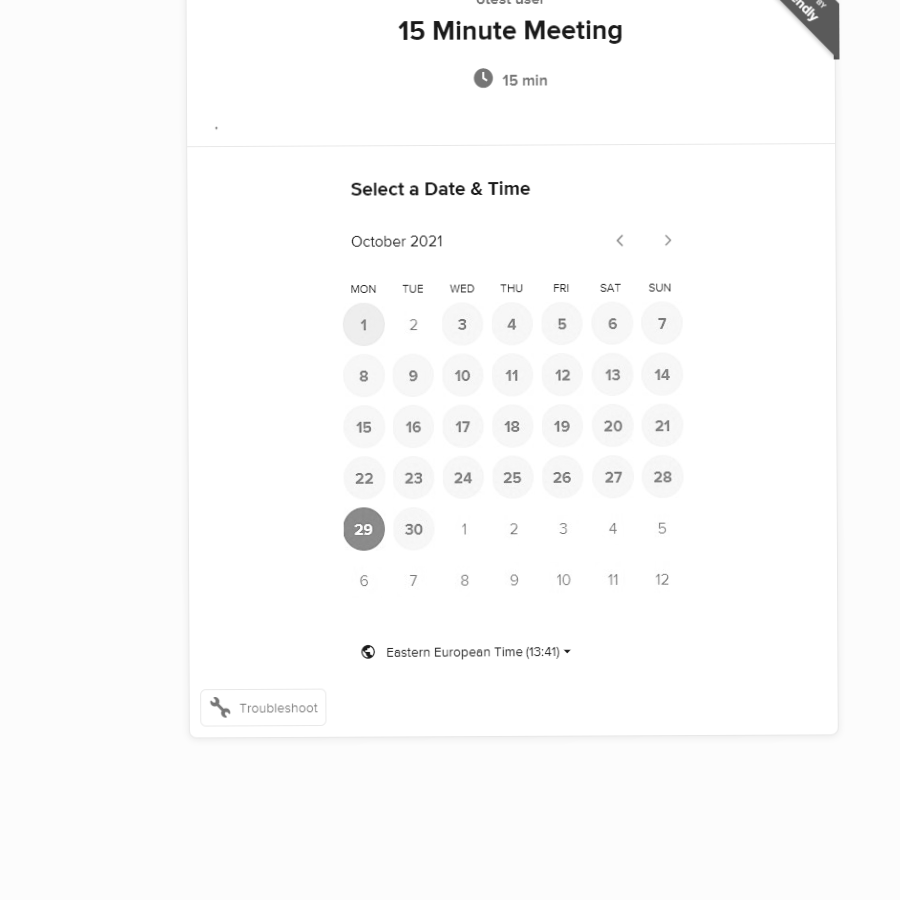 15 Minute Meeting
15 min
Select a Date & Time
October 2021
MON TUE WED THU FRI SAT SUN
1 2 3 4 5 6 7
8 9 10 11 12 13 14
15 16 17 18 19 20 21
22 23 24 25 26 27 28
29 30 1 2 3 4 5
6 7 8 9 10 11 12
Eastern European Time (13:41)
Troubleshoot